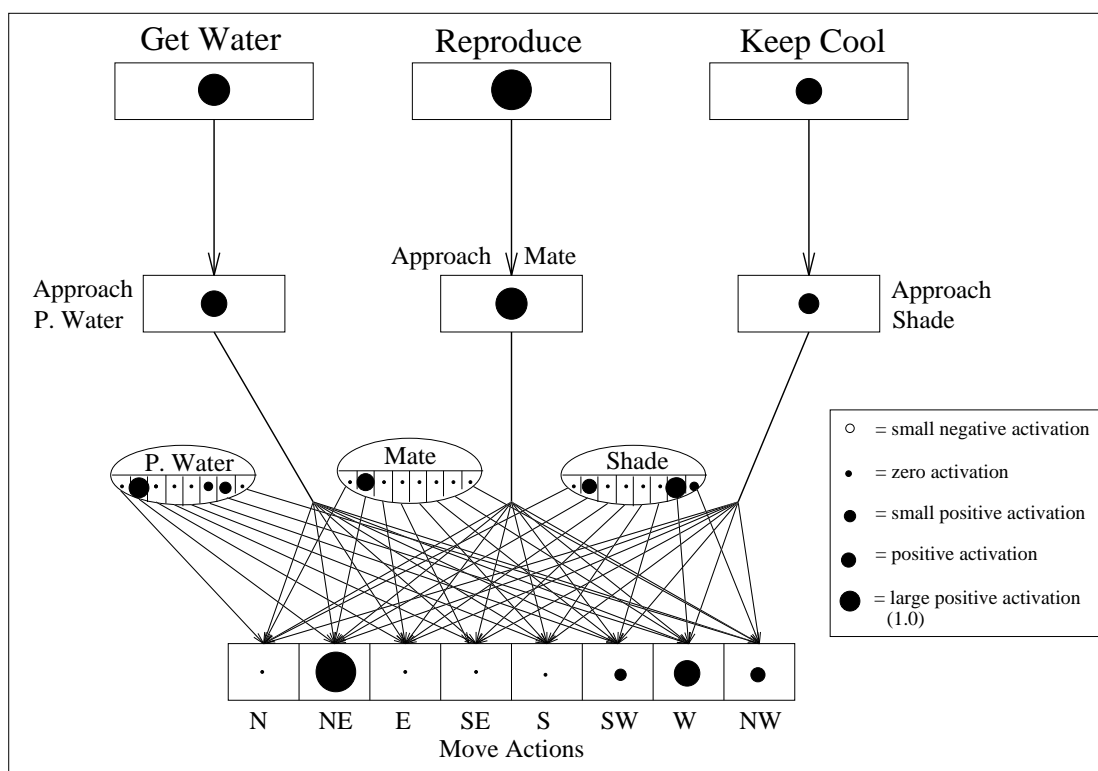 Get Water
Reproduce
Keep Cool
Approach
P. Water
Approach Mate
Approach
Shade
P. Water
Mate
Shade
= small negative activation
= zero activation
= small positive activation
= positive activation
= large positive activation
(1.0)
N NE E SE S SW W NW
Move Actions